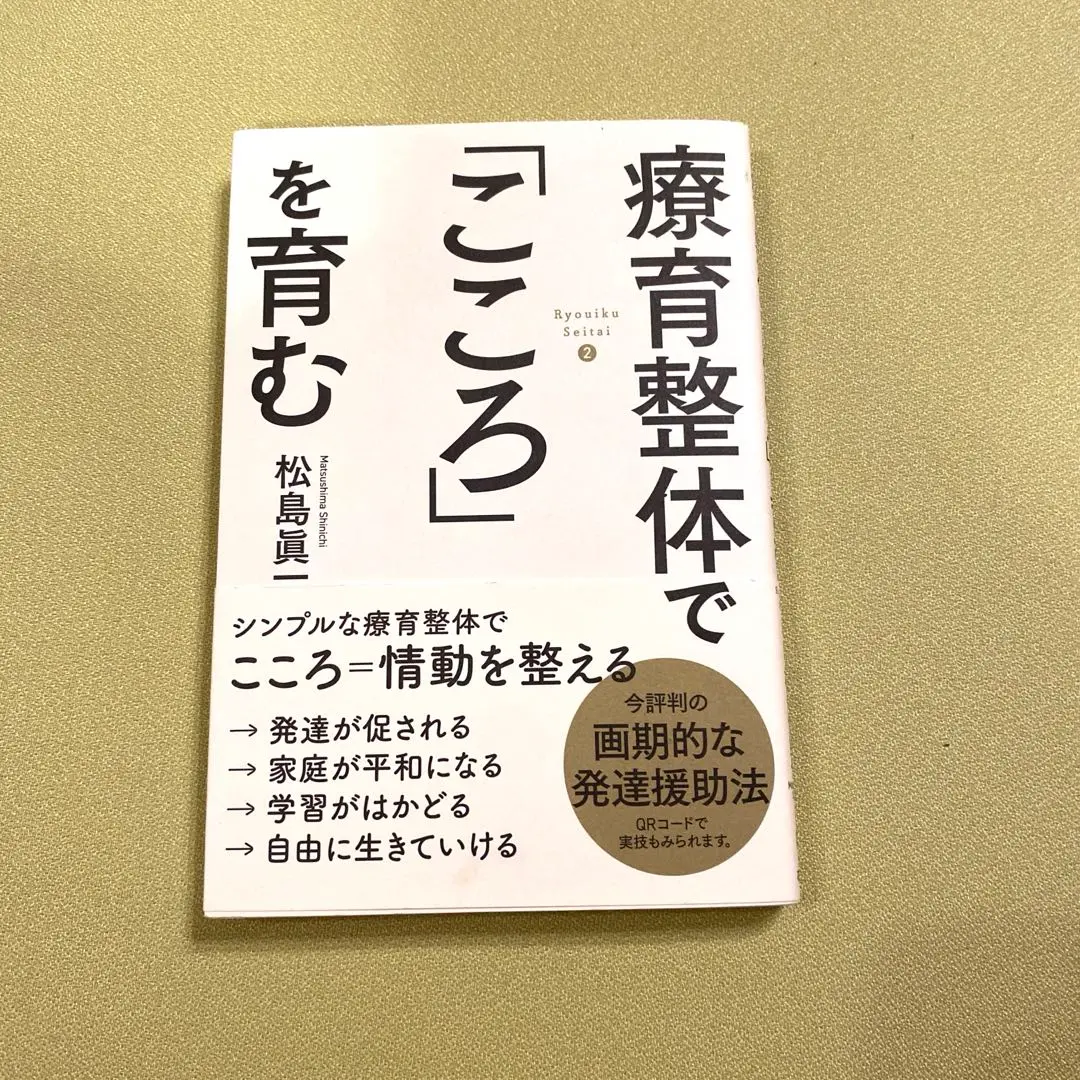 療育整体で
「こころ」
を育む
Ryouiku
Seitai
2
松島眞一
Matsushima Shinichi
シンプルな療育整体で
こころ=情動を整える
→ 発達が促される
→ 家庭が平和になる
→ 学習がはかどる
→ 自由に生きていける
今評判の
画期的な
発達援助法
QRコードで
実技もみられます。